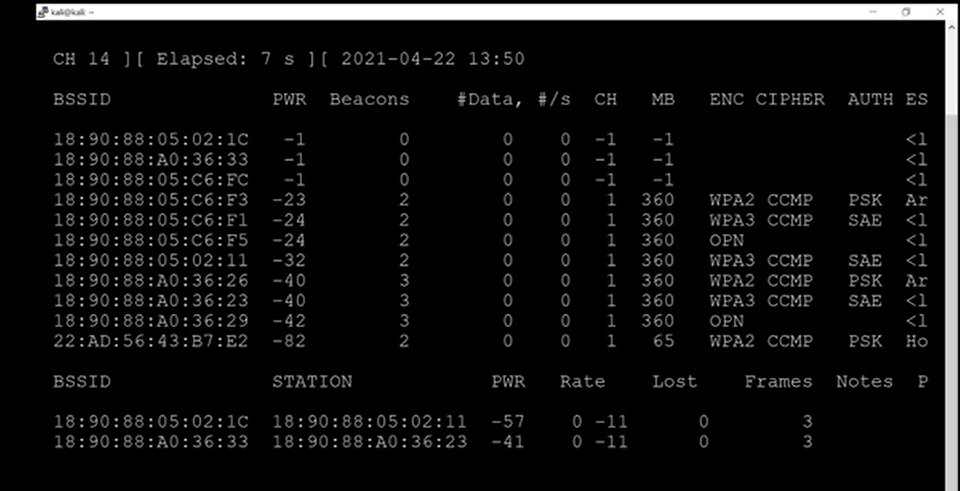 kali@kali: ~
CH 14 ][ Elapsed: 7 s ][ 2021-04-22 13:50
BSSID PWR Beacons #Data, #/s CH MB ENC CIPHER AUTH ES
18:90:88:05:02:1C -1 0 0 0 -1 -1 <l
18:90:88:A0:36:33 -1 0 0 0 -1 -1 <l
18:90:88:05:C6:FC -1 0 0 0 -1 -1 <l
18:90:88:05:C6:F3 -23 2 0 0 1 360 WPA2 CCMP PSK Ar
18:90:88:05:C6:F1 -24 2 0 0 1 360 WPA3 CCMP SAE <l
18:90:88:05:C6:F5 -24 2 0 0 1 360 OPN <l
18:90:88:05:02:11 -32 2 0 0 1 360 WPA3 CCMP SAE <l
18:90:88:A0:36:26 -40 3 0 0 1 360 WPA2 CCMP PSK Ar
18:90:88:A0:36:23 -40 3 0 0 1 360 WPA3 CCMP SAE <l
18:90:88:A0:36:29 -42 3 0 0 1 360 OPN <l
22:AD:56:43:B7:E2 -82 2 0 0 1 65 WPA2 CCMP PSK Ho
BSSID STATION PWR Rate Lost Frames Notes P
18:90:88:05:02:1C 18:90:88:05:02:11 -57 0 -11 0 3
18:90:88:A0:36:33 18:90:88:A0:36:23 -41 0 -11 0 3